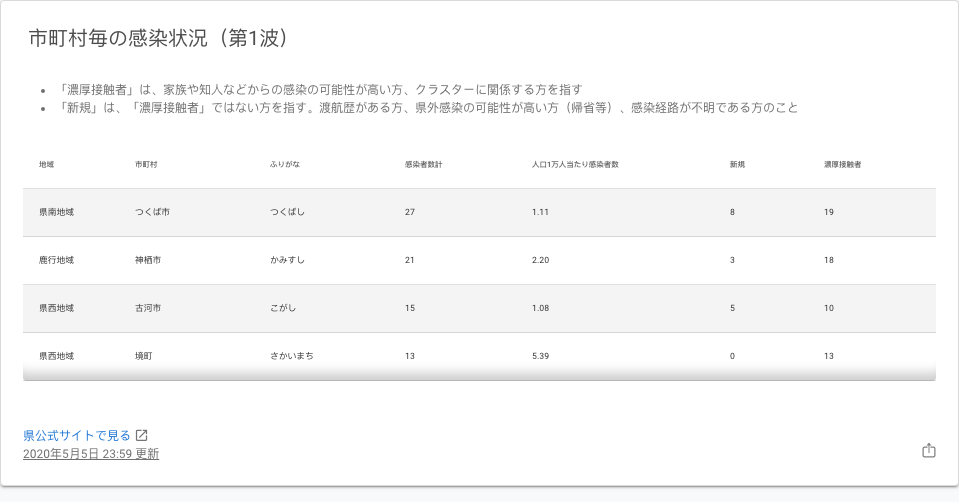 市町村毎の感染状況（第1波）
• 「濃厚接触者」は、家族や知人などからの感染の可能性が高い方、クラスターに関係する方を指す
• 「新規」は、「濃厚接触者」ではない方を指す。渡航歴がある方、県外感染の可能性が高い方（帰省等）、感染経路が不明である方のこと
地域 市町村 ふりがな 感染者数計 人口1万人当たり感染者数 新規 濃厚接触者
県南地域 つくば市 つくばし 27 1.11 8 19
鹿行地域 神栖市 かみすし 21 2.20 3 18
県西地域 古河市 こがし 15 1.08 5 10
県西地域 境町 さかいまち 13 5.39 0 13
県公式サイトで見る
2020年5月5日 23:59 更新